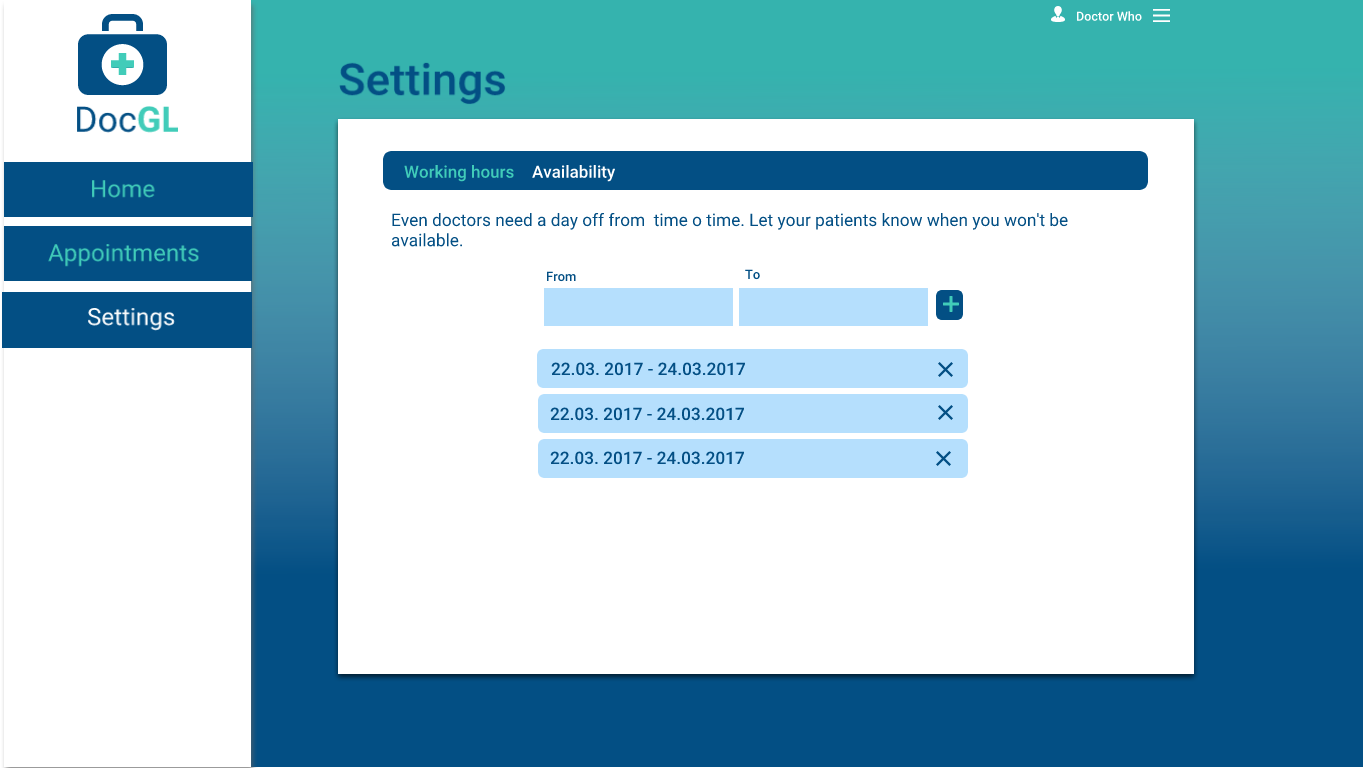 DocGL
Home
Appointments
Settings
Doctor Who
Settings
Working hours Availability
Even doctors need a day off from  time o time. Let your patients know when you won't be
available.
From To
22.03. 2017 - 24.03.2017
22.03. 2017 - 24.03.2017
22.03. 2017 - 24.03.2017